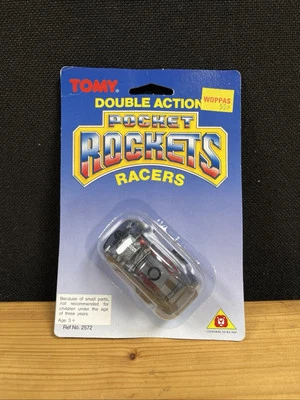 TOMY
DOUBLE ACTION
WOPPAS
POCKET
ROCKETS
RACERS
Because of small parts,
not recommended for
children under the age
of three years
Age 3+
Ref No. 2572